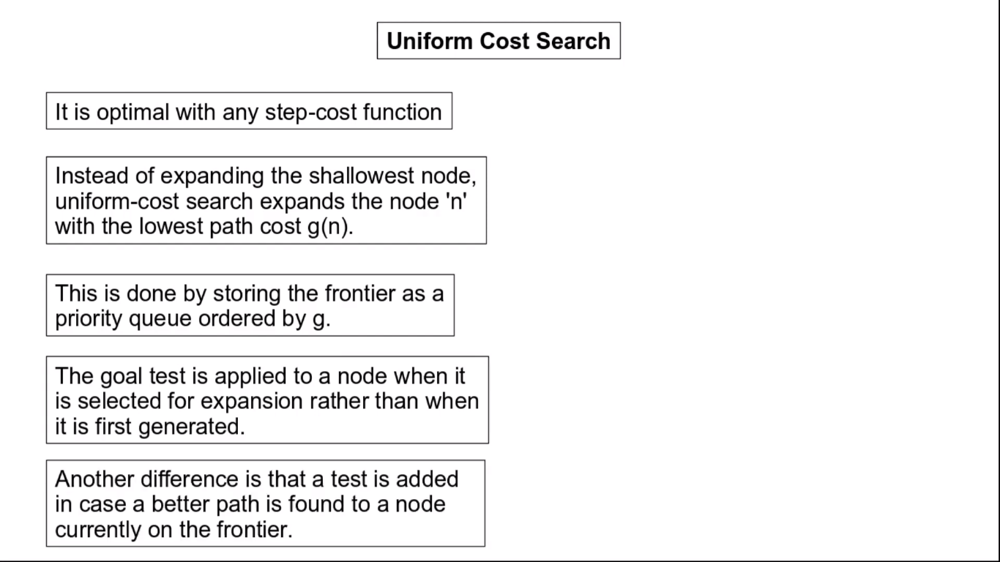 Uniform Cost Search
It is optimal with any step-cost function
Instead of expanding the shallowest node,
uniform-cost search expands the node 'n'
with the lowest path cost g(n).
This is done by storing the frontier as a
priority queue ordered by g.
The goal test is applied to a node when it
is selected for expansion rather than when
it is first generated.
Another difference is that a test is added
in case a better path is found to a node
currently on the frontier.